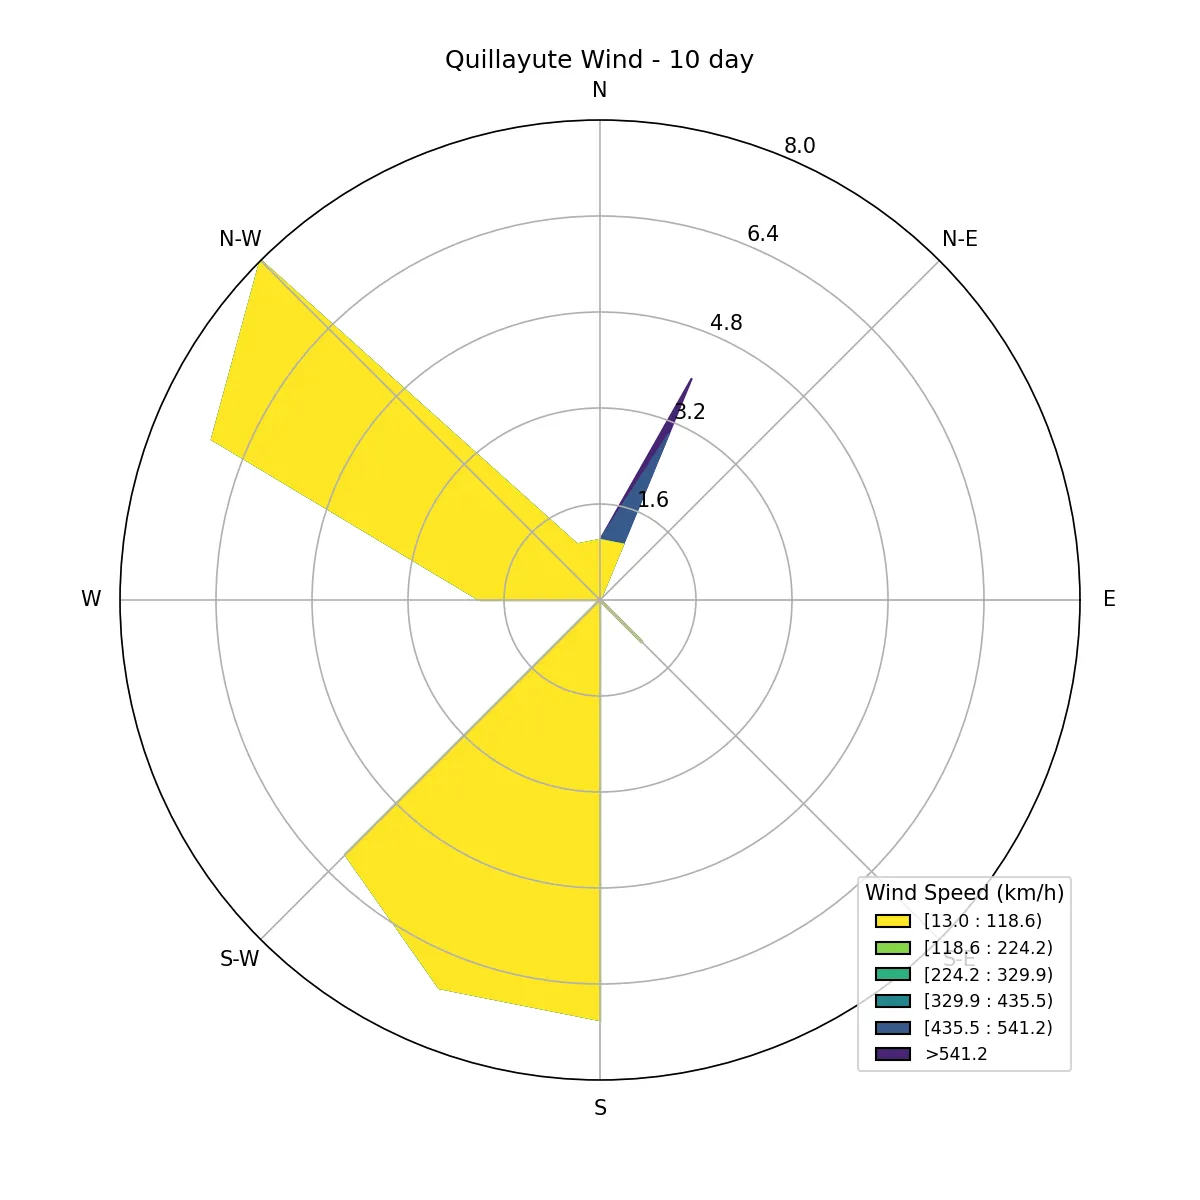 Quillayute Wind - 10 day
N
8.0
N-W
6.4
N-E
4.8
3.2
1.6
W
E
Wind Speed (km/h)
[13.0 : 118.6)
[118.6 : 224.2)
S-W
S-E
[224.2 : 329.9)
[329.9 : 435.5)
[435.5 : 541.2)
>541.2
S